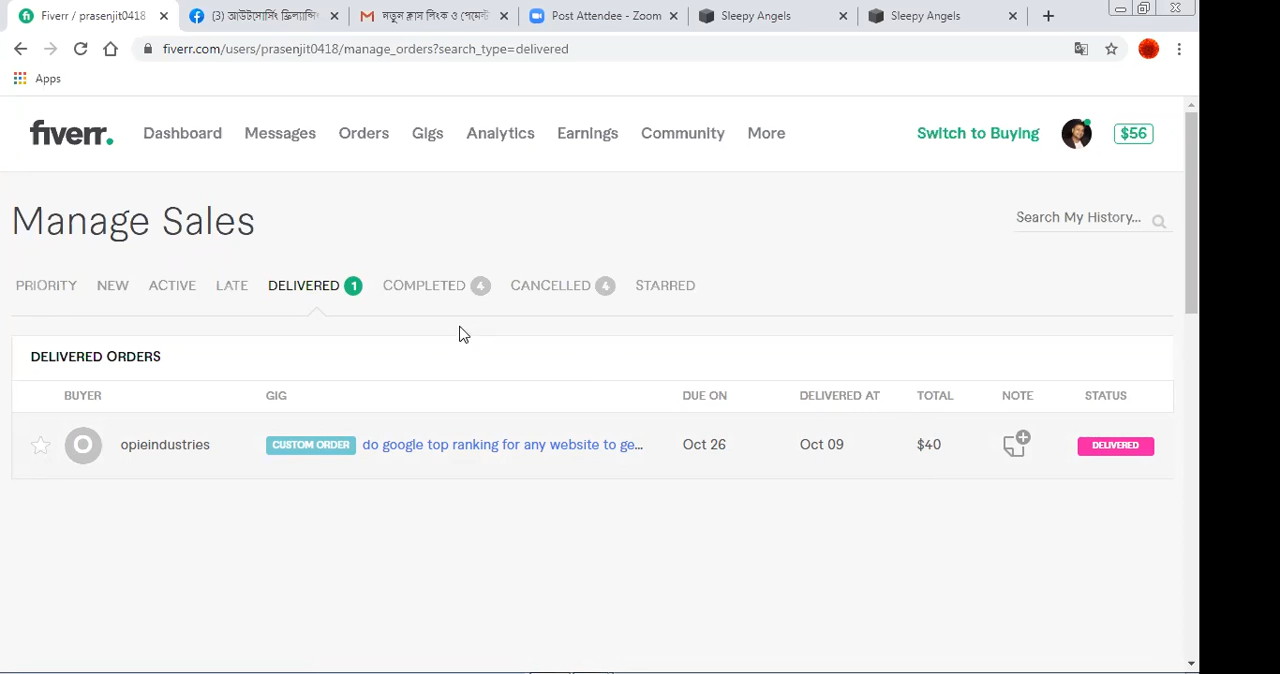 Fiverr / prasenjit0418
(3) আউটসোর্সিং ফ্রিল্যান্সিং
নতুন ক্লাস লিংক ও পেমেন্ট
Post Attendee - Zoom
Sleepy Angels
Sleepy Angels
fiverr.com/users/prasenjit0418/manage_orders?search_type=delivered
Apps
fiverr. Dashboard Messages Orders Gigs Analytics Earnings Community More Switch to Buying $56
Manage Sales
Search My History...
PRIORITY NEW ACTIVE LATE DELIVERED 1 COMPLETED 4 CANCELLED 4 STARRED
DELIVERED ORDERS
BUYER GIG DUE ON DELIVERED AT TOTAL NOTE STATUS
O opieindustries CUSTOM ORDER do google top ranking for any website to ge... Oct 26 Oct 09 $40 DELIVERED